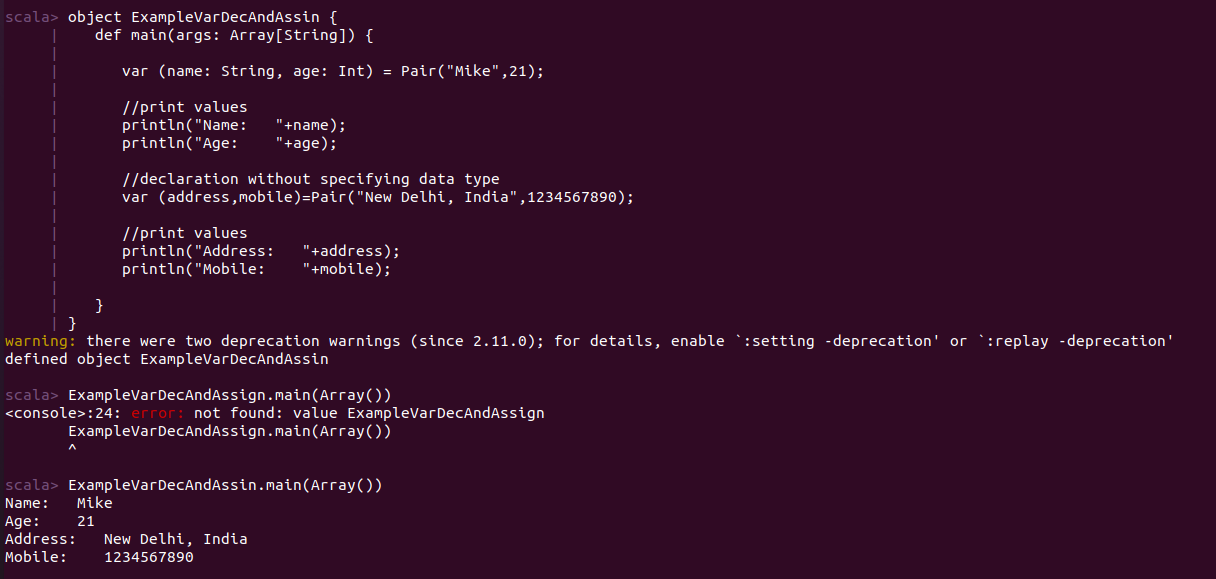 scala> object ExampleVarDecAndAssin {
     |    def main(args: Array[String]) {
     |
     |       var (name: String, age: Int) = Pair("Mike",21);
     |
     |       //print values
     |       println("Name:   "+name);
     |       println("Age:    "+age);
     |
     |       //declaration without specifying data type
     |       var (address,mobile)=Pair("New Delhi, India",1234567890);
     |
     |       //print values
     |       println("Address:   "+address);
     |       println("Mobile:    "+mobile);
     |
     |    }
     | }
warning: there were two deprecation warnings (since 2.11.0); for details, enable `:setting -deprecation' or `:replay -deprecation'
defined object ExampleVarDecAndAssin

scala> ExampleVarDecAndAssign.main(Array())
<console>:24: error: not found: value ExampleVarDecAndAssign
       ExampleVarDecAndAssign.main(Array())
       ^

scala> ExampleVarDecAndAssin.main(Array())
Name:   Mike
Age:    21
Address:   New Delhi, India
Mobile:    1234567890